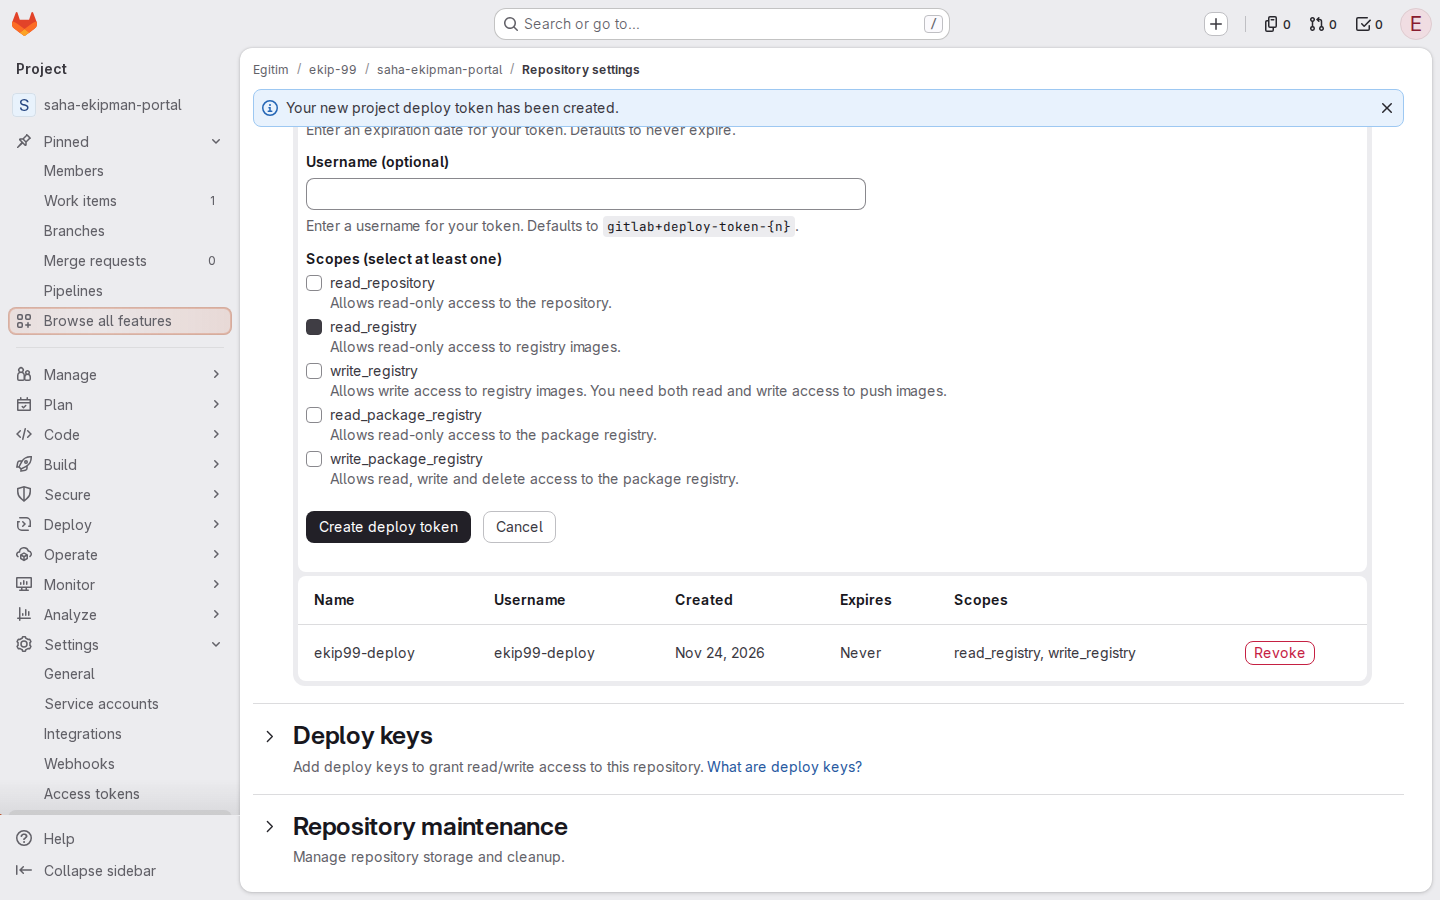 Search or go to...
/
0
0
0
E
Project
S
saha-ekipman-portal
Pinned
Members
Work items
1
Branches
Merge requests
0
Pipelines
Browse all features
Manage
Plan
Code
Build
Secure
Deploy
Operate
Monitor
Analyze
Settings
General
Service accounts
Integrations
Webhooks
Access tokens
Help
Collapse sidebar
Egitim / ekip-99 / saha-ekipman-portal / Repository settings
Your new project deploy token has been created.
Enter an expiration date for your token. Defaults to never expire.
Username (optional)
Enter a username for your token. Defaults to gitlab+deploy-token-{n}.
Scopes (select at least one)
read_repository
Allows read-only access to the repository.
read_registry
Allows read-only access to registry images.
write_registry
Allows write access to registry images. You need both read and write access to push images.
read_package_registry
Allows read-only access to the package registry.
write_package_registry
Allows read, write and delete access to the package registry.
Create deploy token
Cancel
Name Username Created Expires Scopes
ekip99-deploy ekip99-deploy Nov 24, 2026 Never read_registry, write_registry Revoke
Deploy keys
Add deploy keys to grant read/write access to this repository. What are deploy keys?
Repository maintenance
Manage repository storage and cleanup.